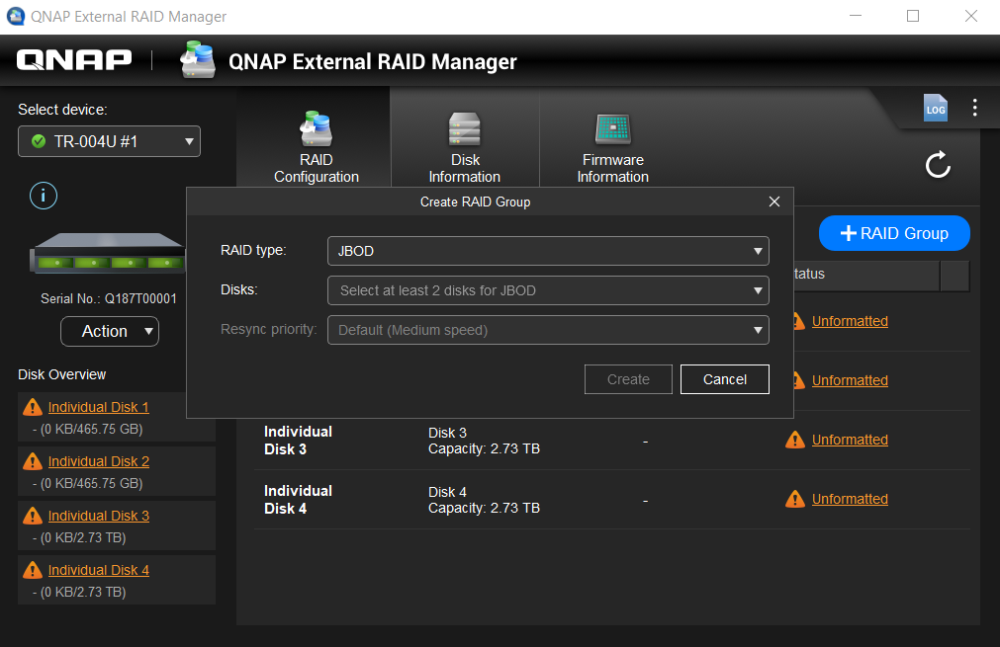 QNAP External RAID Manager
QNAP
QNAP External RAID Manager
Select device:
TR-004U #1
i
Serial No.: Q187T00001
Action
Disk Overview
Individual Disk 1
- (0 KB/465.75 GB)
Individual Disk 2
- (0 KB/465.75 GB)
Individual Disk 3
- (0 KB/2.73 TB)
Individual Disk 4
- (0 KB/2.73 TB)
RAID
Configuration
Disk
Information
Firmware
Information
LOG
+ RAID Group
tatus
Create RAID Group
RAID type:
JBOD
Disks:
Select at least 2 disks for JBOD
Resync priority:
Default (Medium speed)
Create
Cancel
Unformatted
Unformatted
Individual
Disk 3
Disk 3
Capacity: 2.73 TB
-
Unformatted
Individual
Disk 4
Disk 4
Capacity: 2.73 TB
-
Unformatted